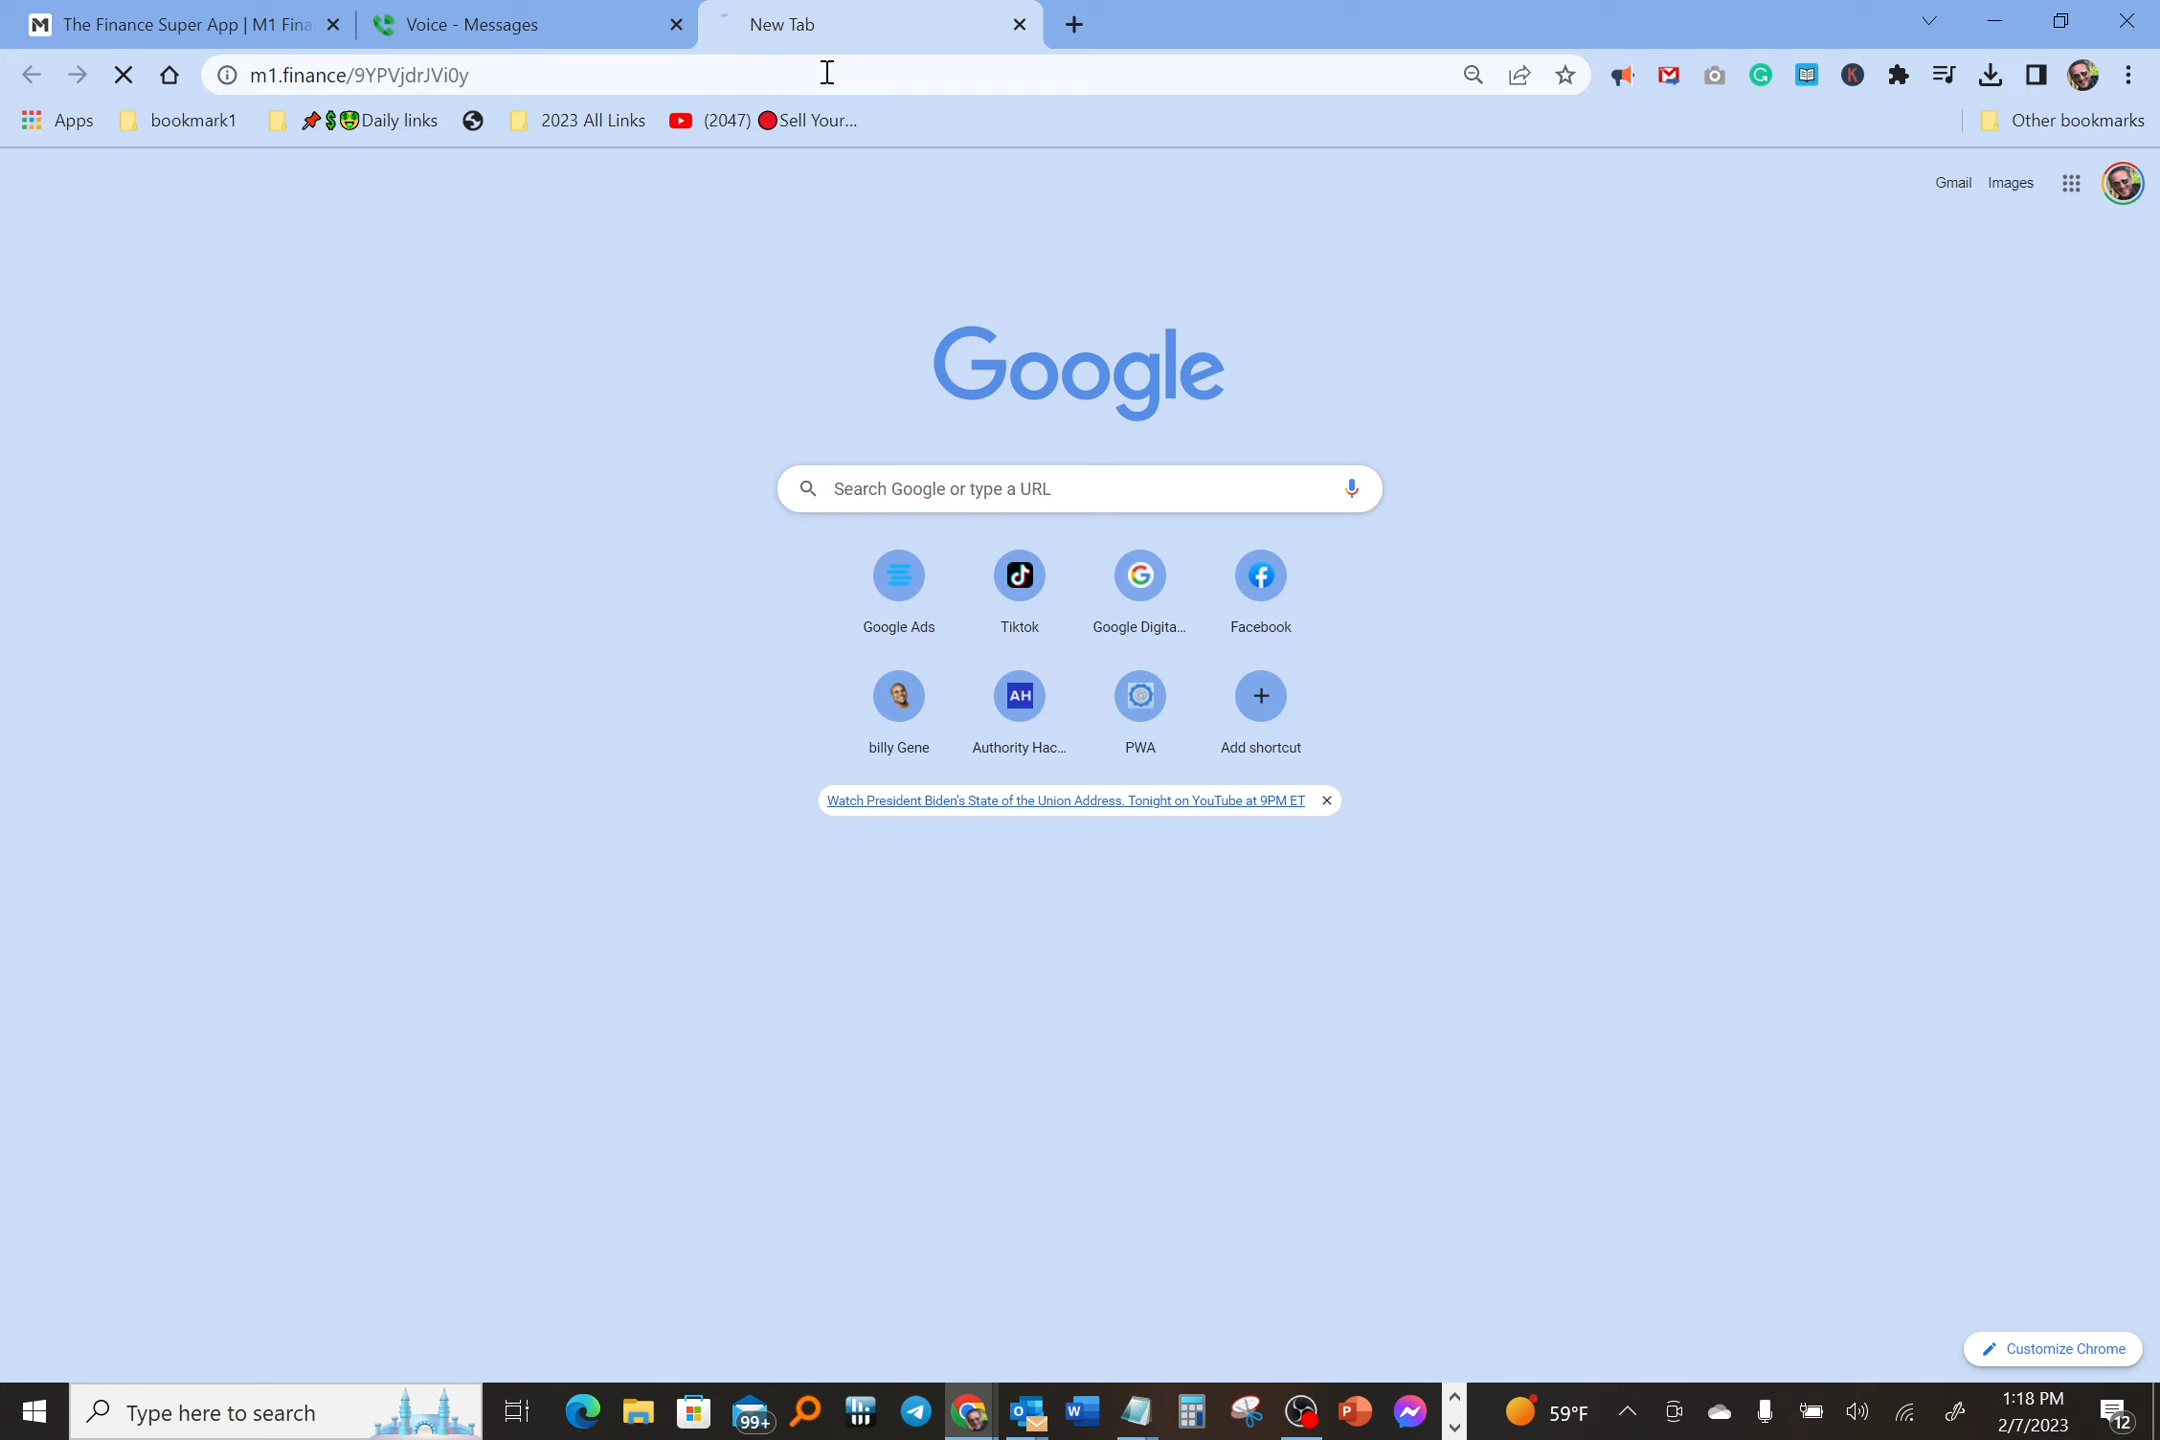 The Finance Super App | M1 Fina
Voice - Messages
New Tab
m1.finance/9YPVjdrJVi0y
Apps
bookmark1
Daily links
2023 All Links
(2047) 🔴Sell Your...
Other bookmarks
Gmail
Images
Google
Search Google or type a URL
Google Ads
Tiktok
Google Digita...
Facebook
AH
billy Gene
Authority Hac...
PWA
Add shortcut
Watch President Biden's State of the Union Address. Tonight on YouTube at 9PM ET
Customize Chrome
Type here to search
99+
59°F
1:18 PM
2/7/2023
12